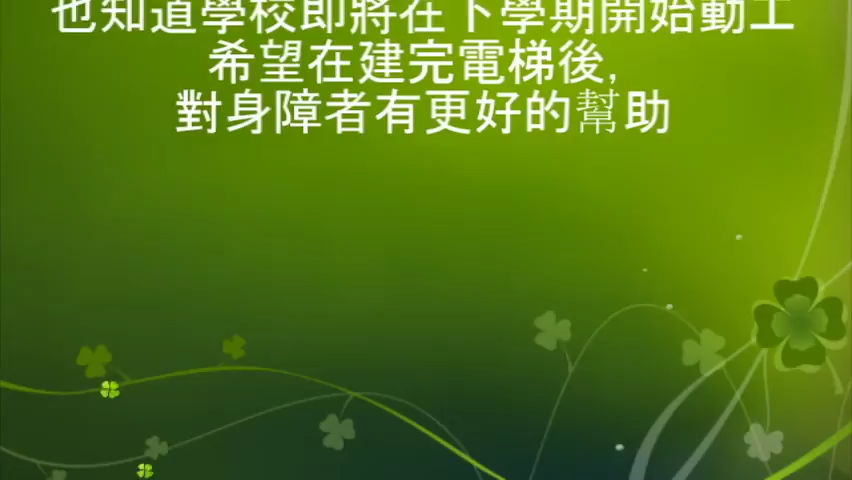 也知道學校即將在下學期開始動工
希望在建完電梯後,
對身障者有更好的幫助